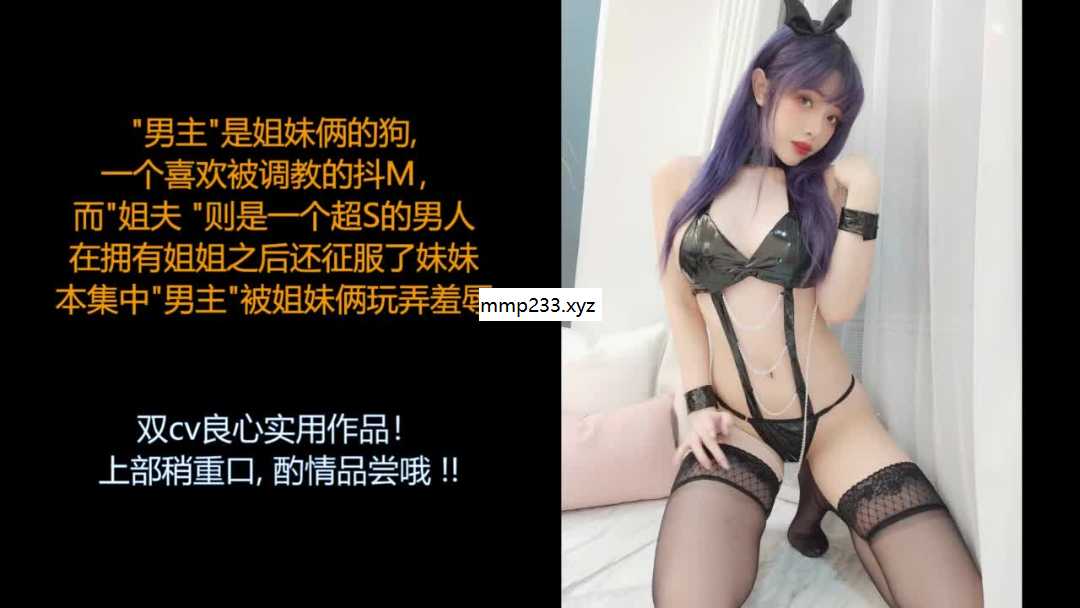 "男主"是姐妹俩的狗,
一个喜欢被调教的抖M，
而"姐夫 "则是一个超S的男人
在拥有姐姐之后还征服了妹妹
本集中"男主"被姐妹俩玩弄羞辱
mmp233.xyz
双cv良心实用作品！
上部稍重口, 酌情品尝哦 !!